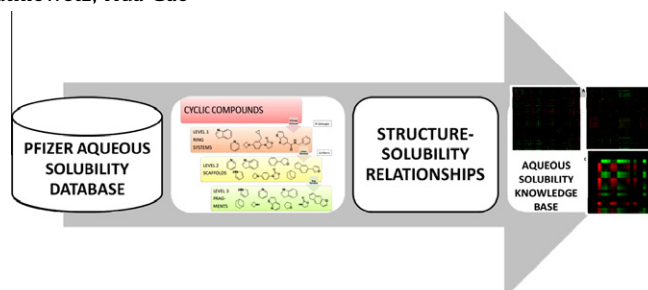 PFIZER AQUEOUS
SOLUBILITY
DATABASE
CYCLIC COMPOUNDS
LEVEL 1
RING
SYSTEMS
LEVEL 2
SCAFFOLDS
LEVEL 3
FRAG-
MENTS
STRUCTURE-
SOLUBILITY
RELATIONSHIPS
AQUEOUS
SOLUBILITY
KNOWLEDGE
BASE